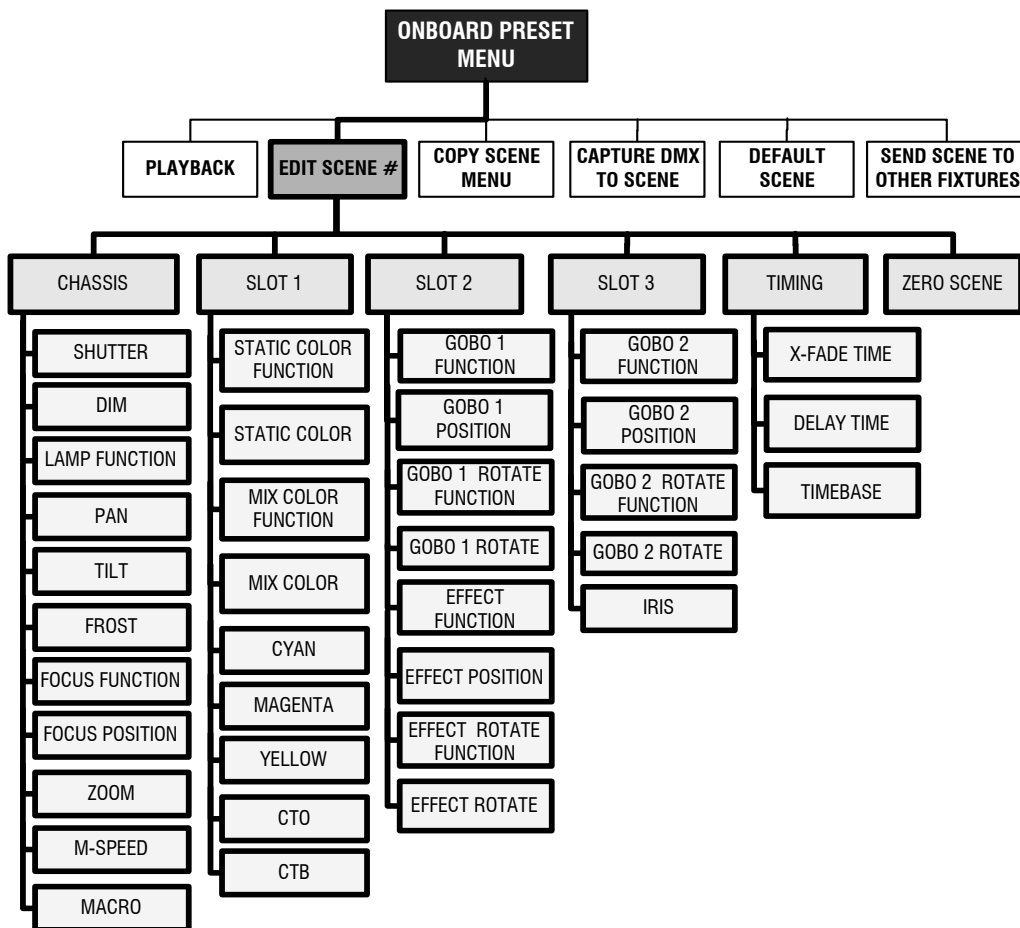 ONBOARD PRESET
MENU
PLAYBACK
EDIT SCENE #
COPY SCENE
MENU
CAPTURE DMX
TO SCENE
DEFAULT
SCENE
SEND SCENE TO
OTHER FIXTURES
CHASSIS
SLOT 1
SLOT 2
SLOT 3
TIMING
ZERO SCENE
SHUTTER
DIM
LAMP FUNCTION
PAN
TILT
FROST
FOCUS FUNCTION
FOCUS POSITION
ZOOM
M-SPEED
MACRO
STATIC COLOR
FUNCTION
STATIC COLOR
MIX COLOR
FUNCTION
MIX COLOR
CYAN
MAGENTA
YELLOW
CTO
CTB
GOBO 1
FUNCTION
GOBO 1
POSITION
GOBO 1 ROTATE
FUNCTION
GOBO 1 ROTATE
EFFECT
FUNCTION
EFFECT POSITION
EFFECT ROTATE
FUNCTION
EFFECT ROTATE
GOBO 2
FUNCTION
GOBO 2
POSITION
GOBO 2 ROTATE
FUNCTION
GOBO 2 ROTATE
IRIS
X-FADE TIME
DELAY TIME
TIMEBASE